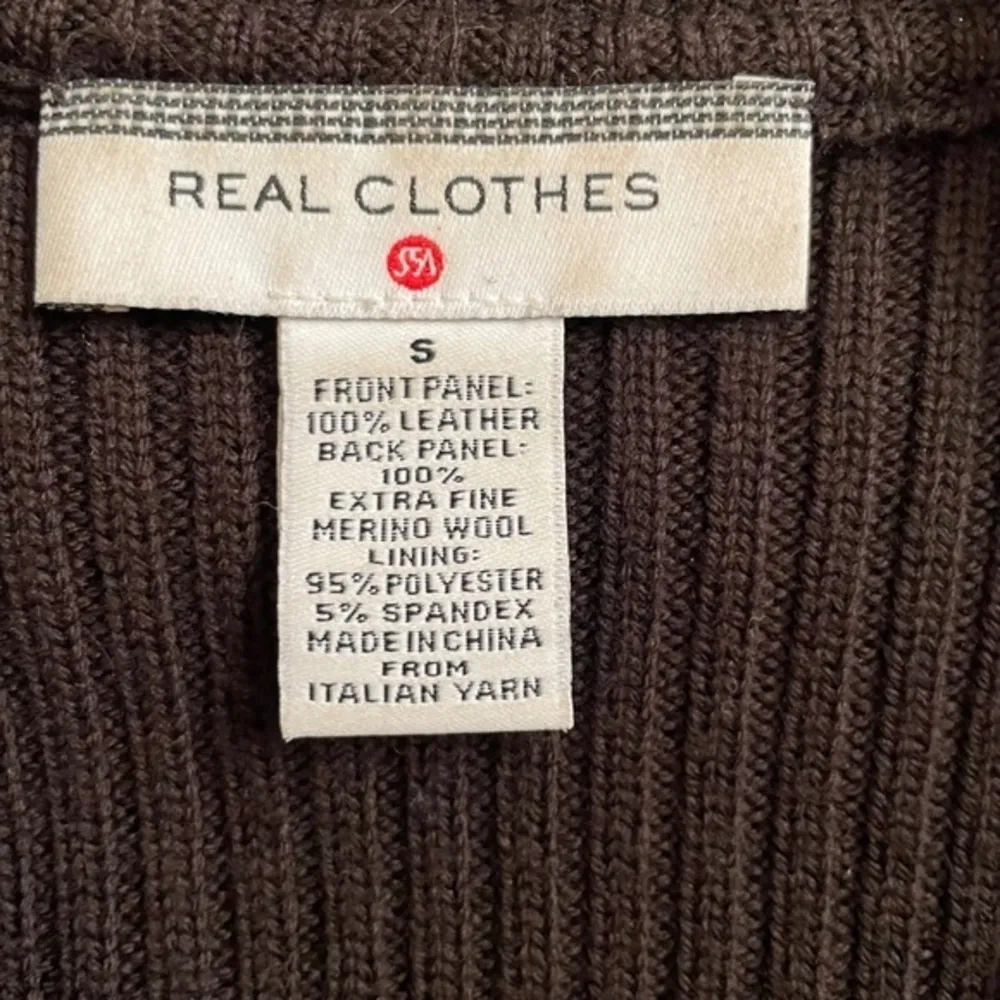 REAL CLOTHES
S
FRONT PANEL:
100% LEATHER
BACK PANEL:
100%
EXTRA FINE
MERINO WOOL
LINING:
95% POLYESTER
5% SPANDEX
MADE IN CHINA
FROM
ITALIAN YARN